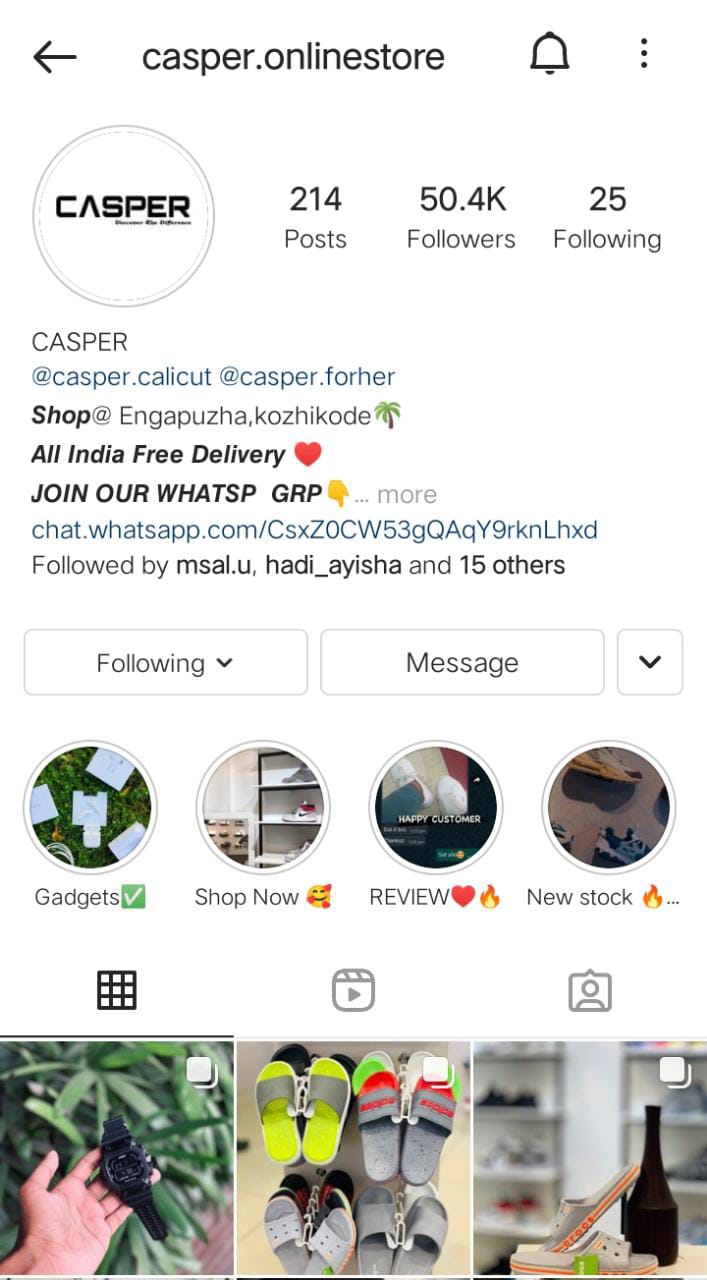 casper.onlinestore
CASPER
Discover The Difference
214
Posts
50.4K
Followers
25
Following
CASPER
@casper.calicut @casper.forher
Shop@ Engapuzha,kozhikode🌴
All India Free Delivery ♥️
JOIN OUR WHATSP GRP👇... more
chat.whatsapp.com/CsxZ0CW53gQAqY9rknLhxd
Followed by msal.u, hadi_ayisha and 15 others
Following
Message
HAPPY CUSTOMER
Gadgets✅
Shop Now 🥰
REVIEW♥️🔥
New stock 🔥...
crocs